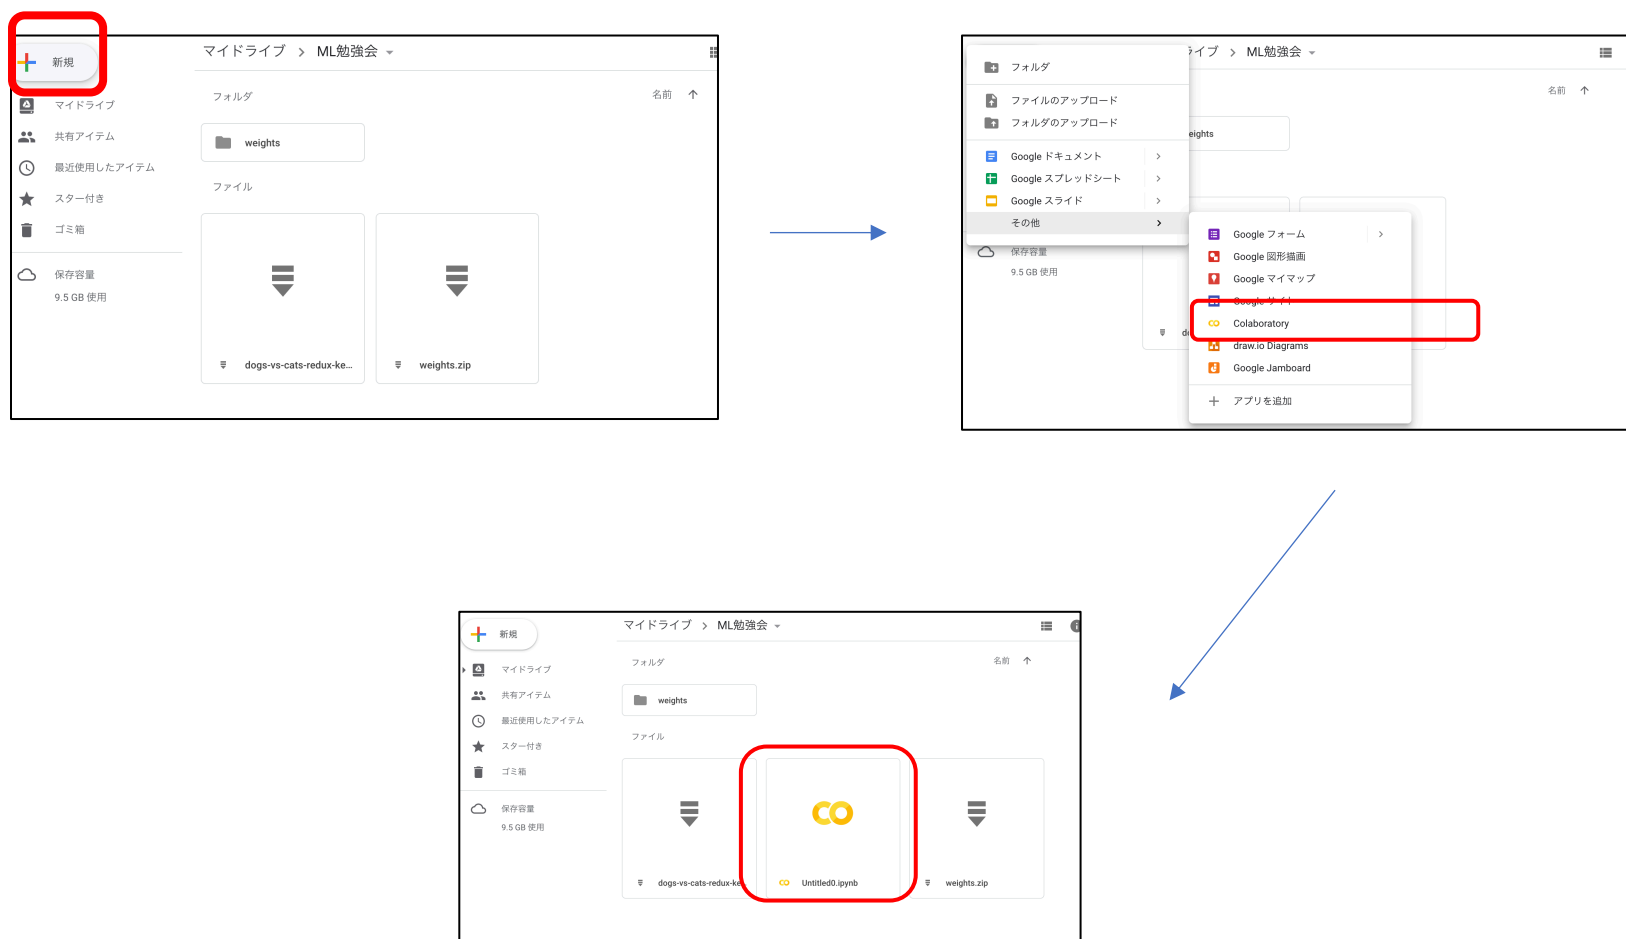 新規
マイドライブ > ML勉強会
マイドライブ
共有アイテム
最近使用したアイテム
スター付き
ゴミ箱
保存容量
9.5 GB 使用
フォルダ
名前
weights
ファイル
dogs-vs-cats-redux-ke...
weights.zip
ライブ > ML勉強会
名前
フォルダ
ファイルのアップロード
フォルダのアップロード
Google ドキュメント
Google スプレッドシート
Google スライド
その他
eights
保存容量
9.5 GB 使用
Google フォーム
Google 図形描画
Google マイマップ
Google サイト
Colaboratory
draw.io Diagrams
Google Jamboard
アプリを追加
新規
マイドライブ > ML勉強会
マイドライブ
共有アイテム
最近使用したアイテム
スター付き
ゴミ箱
保存容量
9.5 GB 使用
フォルダ
名前
weights
ファイル
dogs-vs-cats-redux-ke
Untitled0.ipynb
weights.zip